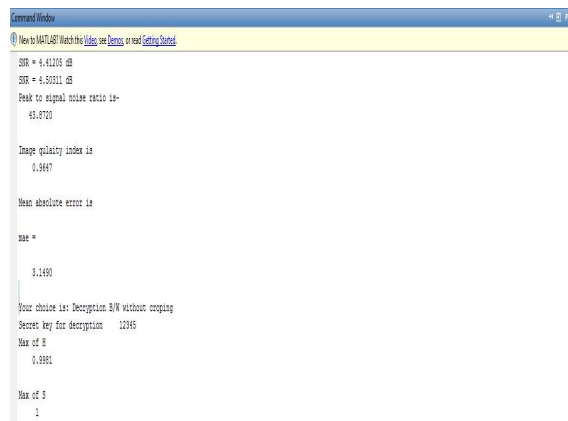 Command Window
New to MATLAB? Watch this Video, see Demos, or read Getting Started.
SNR = 4.41205 dB
SNR = 4.50311 dB
Peak to signal noise ratio is-
43.8720
Image qulaity index is
0.9647
Mean absolute error is
mae =
3.1490
Your choice is: Decryption B/W without croping
Secret key for decryption 12345
Max of H
0.9981
Max of S
1